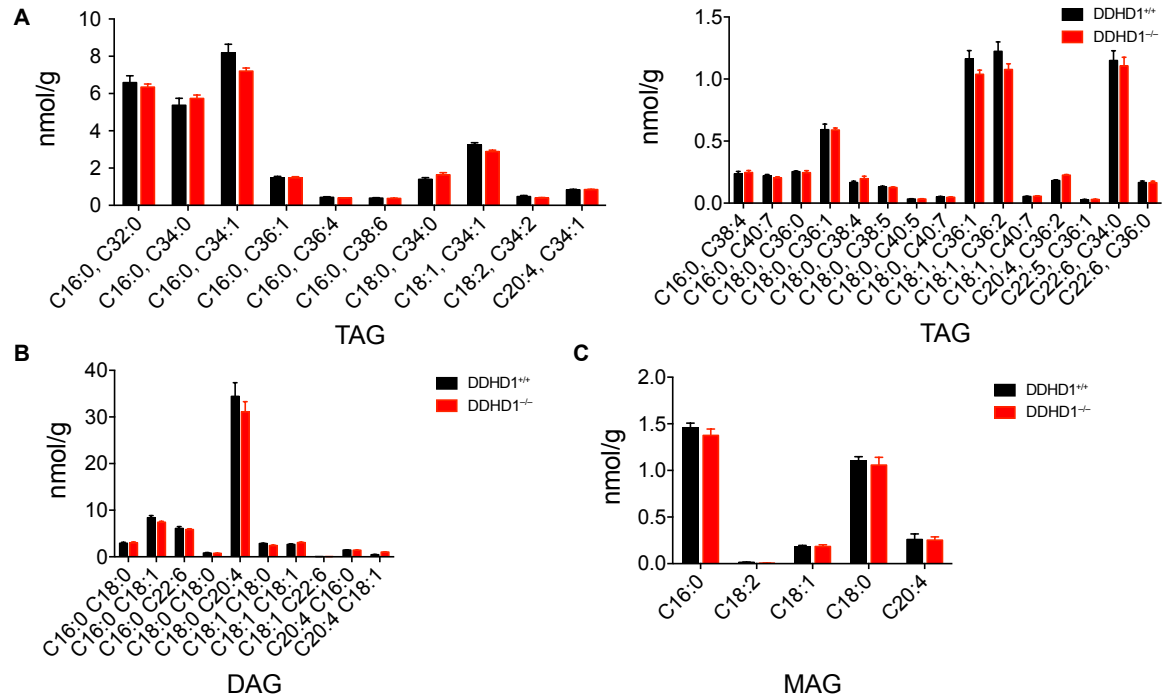 A
nmol/g
10
8
6
4
2
0
C16:0, C32:0
C16:0, C34:0
C16:0, C34:1
C16:0, C36:1
C16:0, C36:4
C16:0, C38:6
C18:0, C34:0
C18:1, C34:1
C18:2, C34:2
C20:4, C34:1
TAG
nmol/g
1.5
1.0
0.5
0.0
DDHD1+/+
DDHD1−/−
C16:0, C38:4
C16:0, C40:7
C18:0, C36:0
C18:0, C36:1
C18:0, C38:4
C18:0, C38:5
C18:0, C40:5
C18:0, C40:7
C18:1, C36:1
C18:1, C36:2
C18:1, C40:7
C20:4, C36:2
C22:5, C36:1
C22:6, C34:0
C22:6, C36:0
TAG
B
nmol/g
40
30
20
10
0
DDHD1+/+
DDHD1−/−
C16:0 C18:0
C16:0 C18:1
C16:0 C22:6
C18:0 C18:0
C18:0 C20:4
C18:1 C18:0
C18:1 C18:1
C18:1 C22:6
C20:4 C16:0
C20:4 C18:1
DAG
C
nmol/g
2.0
1.5
1.0
0.5
0.0
DDHD1+/+
DDHD1−/−
C16:0
C18:2
C18:1
C18:0
C20:4
MAG